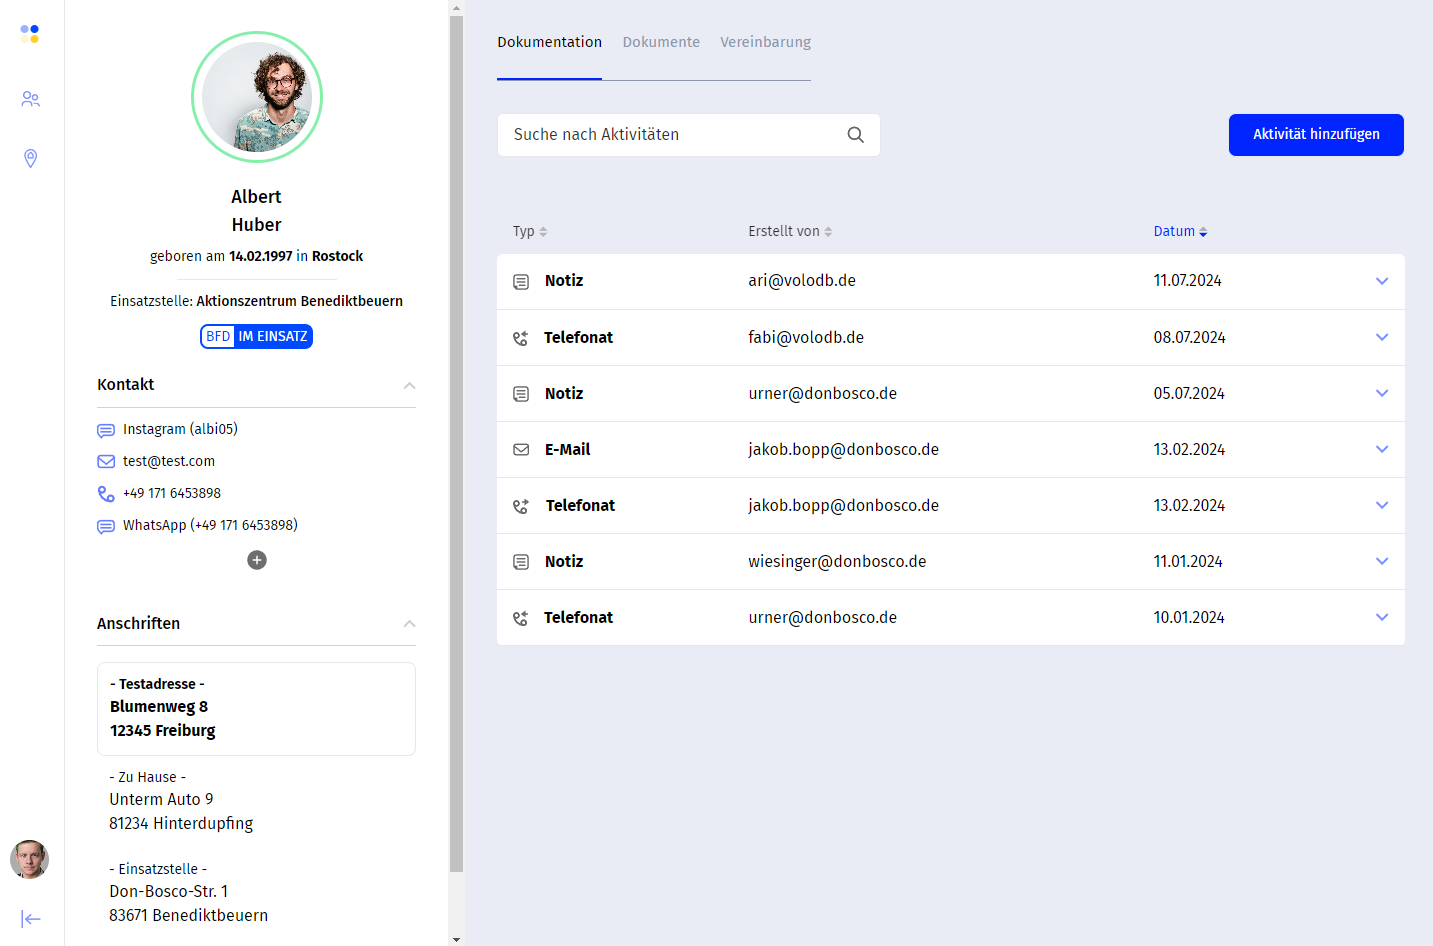 Albert
Huber
geboren am 14.02.1997 in Rostock
Einsatzstelle: Aktionszentrum Benediktbeuern
BFD IM EINSATZ
Kontakt
Instagram (albi05)
test@test.com
+49 171 6453898
WhatsApp (+49 171 6453898)
Anschriften
- Testadresse -
Blumenweg 8
12345 Freiburg
- Zu Hause -
Unterm Auto 9
81234 Hinterdupfing
- Einsatzstelle -
Don-Bosco-Str. 1
83671 Benediktbeuern
Dokumentation Dokumente Vereinbarung
Suche nach Aktivitäten
Aktivität hinzufügen
Typ Erstellt von Datum
Notiz ari@volodb.de 11.07.2024
Telefonat fabi@volodb.de 08.07.2024
Notiz urner@donbosco.de 05.07.2024
E-Mail jakob.bopp@donbosco.de 13.02.2024
Telefonat jakob.bopp@donbosco.de 13.02.2024
Notiz wiesinger@donbosco.de 11.01.2024
Telefonat urner@donbosco.de 10.01.2024